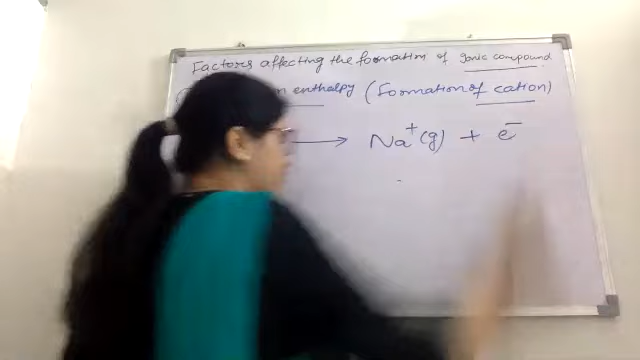 Factors affecting the formation of Ionic compound
enthalpy (Formation of cation)
⟶ Na⁺(g) + e⁻